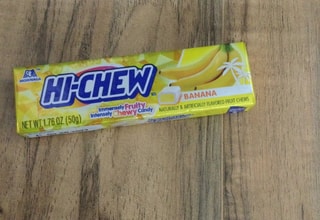 MORINAGA
HI-CHEW
Immensely Fruity
Intensely Chewy Candy
BANANA
NATURALLY & ARTIFICIALLY FLAVORED FRUIT CHEWS
NET WT 1.76 OZ. (50g)